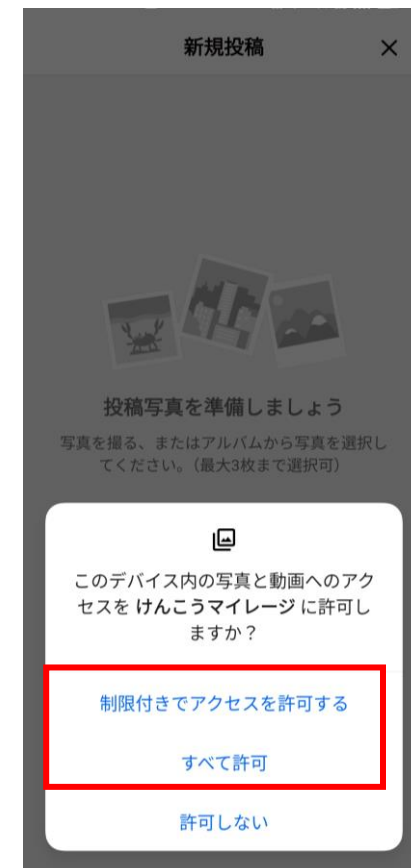 新規投稿
投稿写真を準備しましょう
写真を撮る、またはアルバムから写真を選択し
てください。(最大3枚まで選択可)
このデバイス内の写真と動画へのアク
セスを けんこうマイレージ に許可し
ますか？
制限付きでアクセスを許可する
すべて許可
許可しない